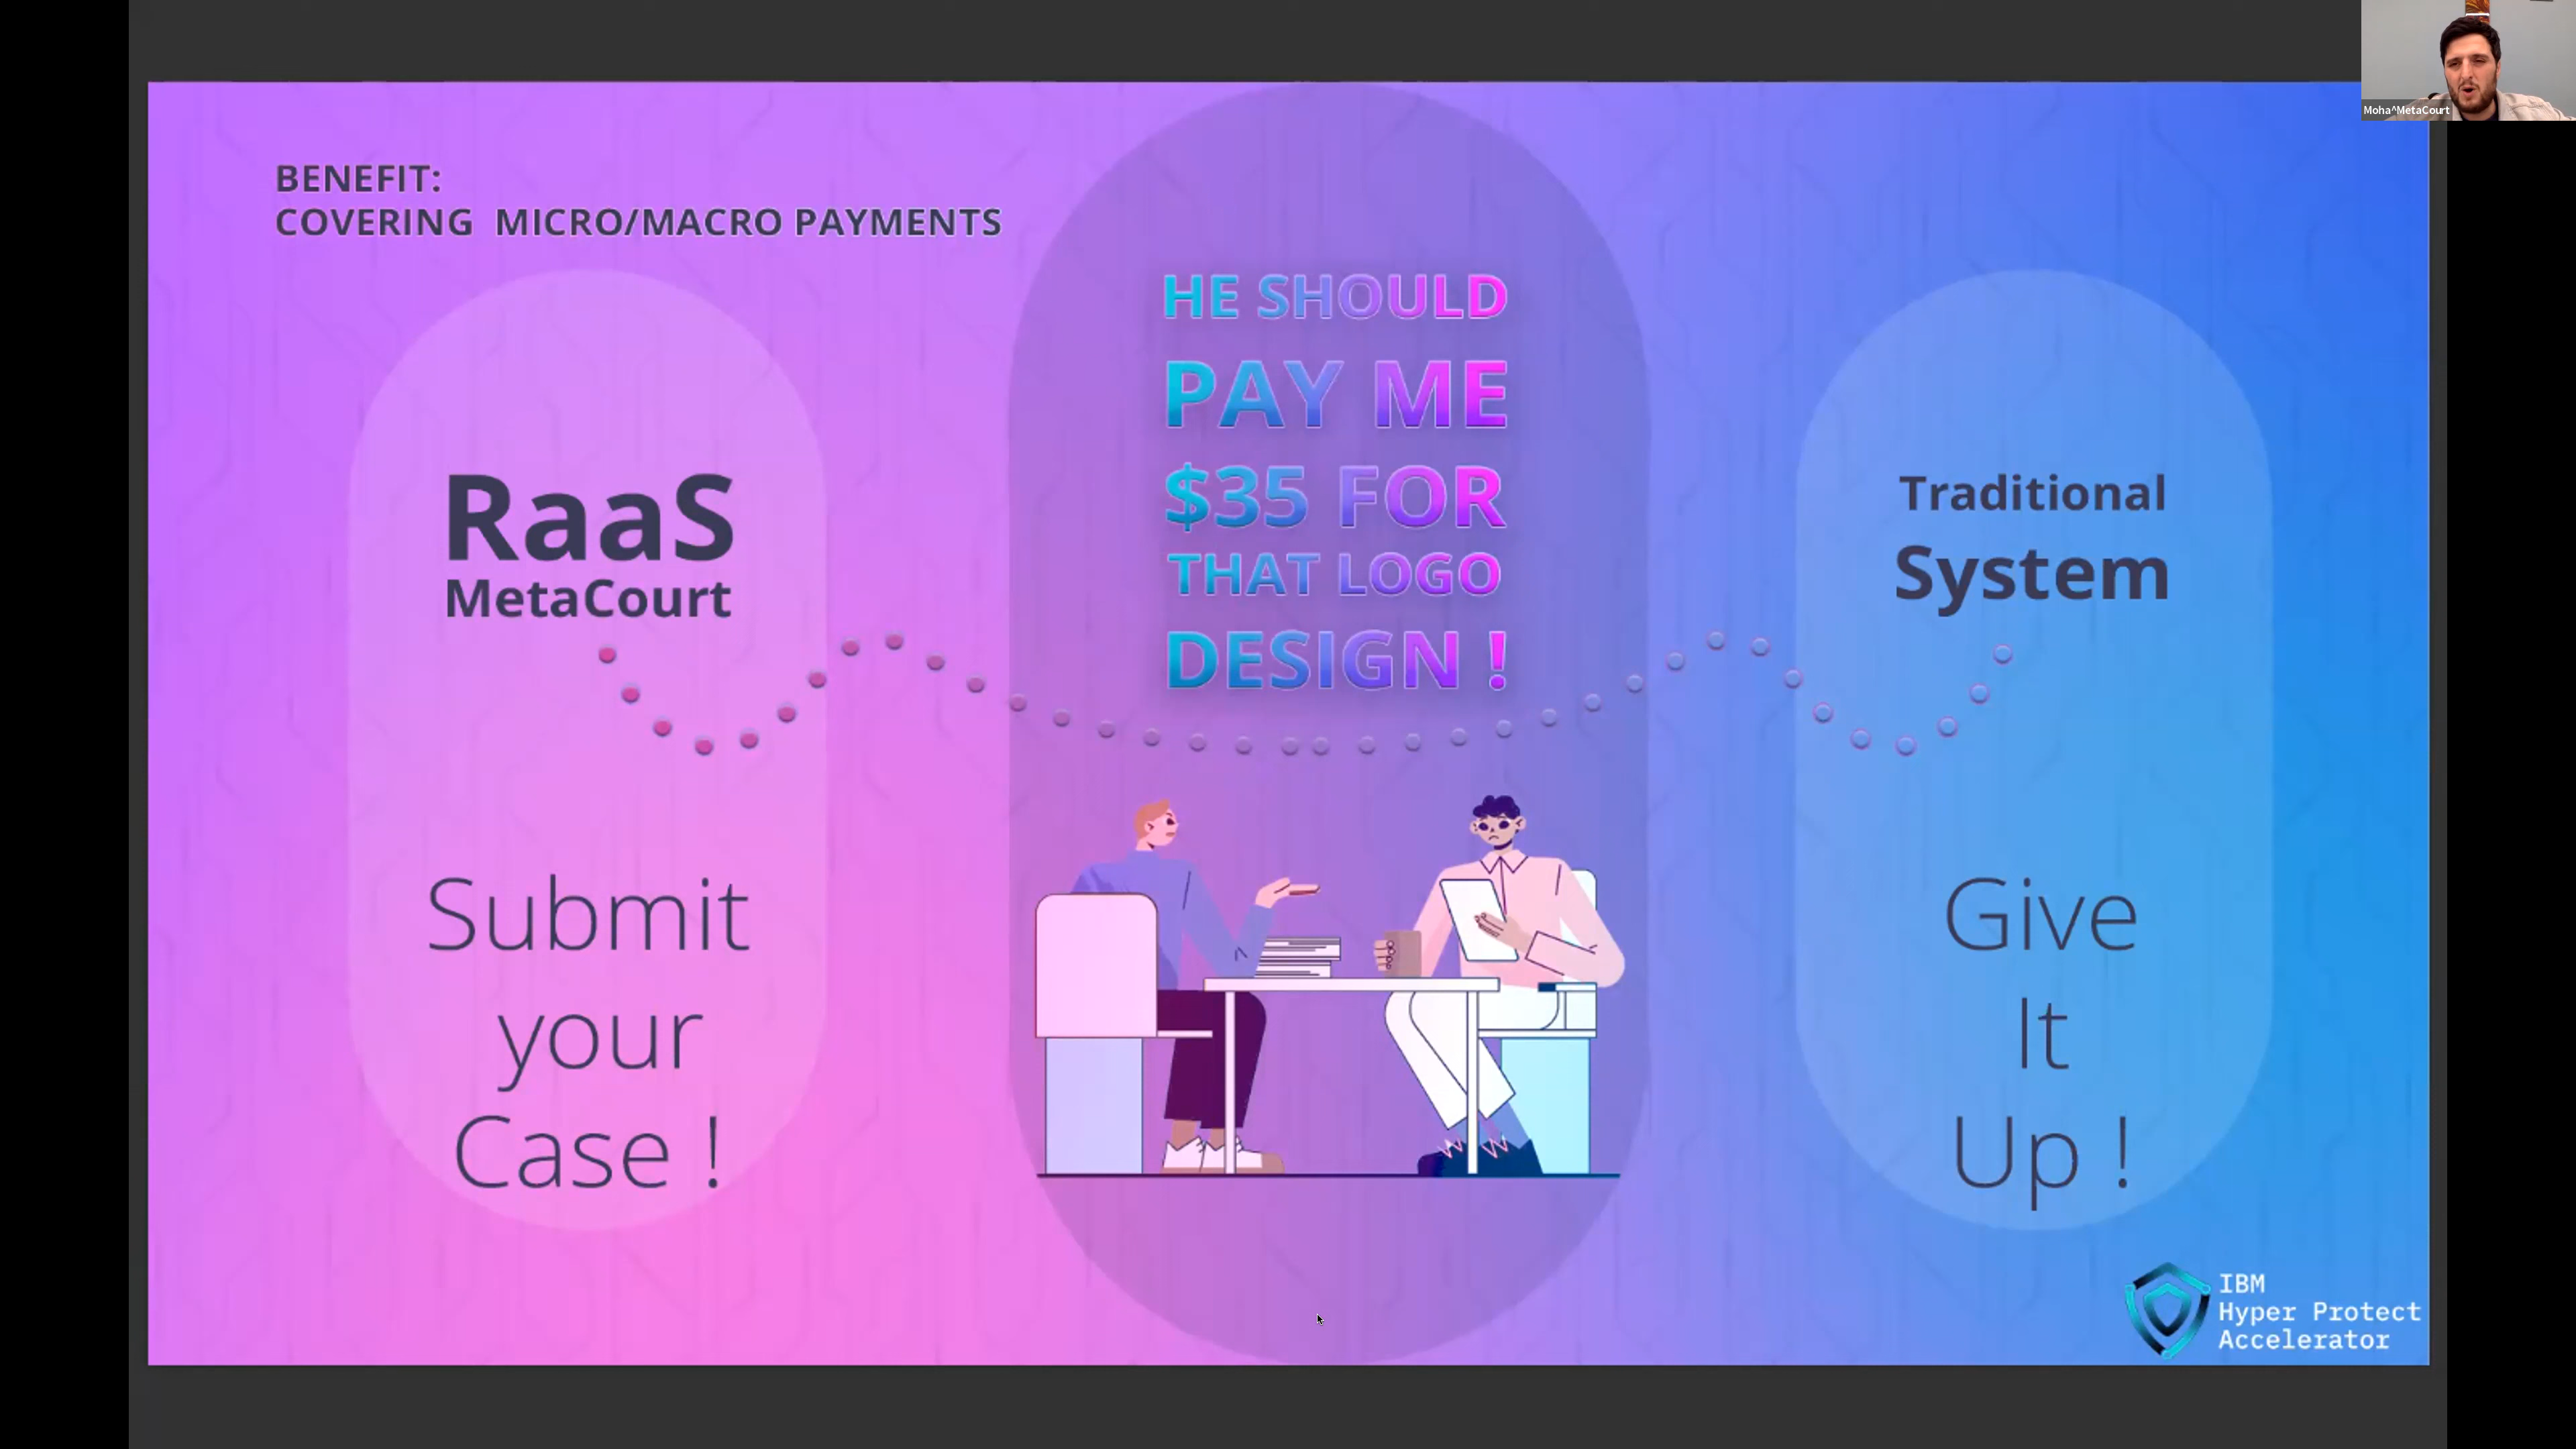 Moha^MetaCourt
BENEFIT:
COVERING MICRO/MACRO PAYMENTS
RaaS
MetaCourt
Submit
your
Case !
HE SHOULD
PAY ME
$35 FOR
THAT LOGO
DESIGN !
Traditional
System
Give
It
Up !
IBM
Hyper Protect
Accelerator